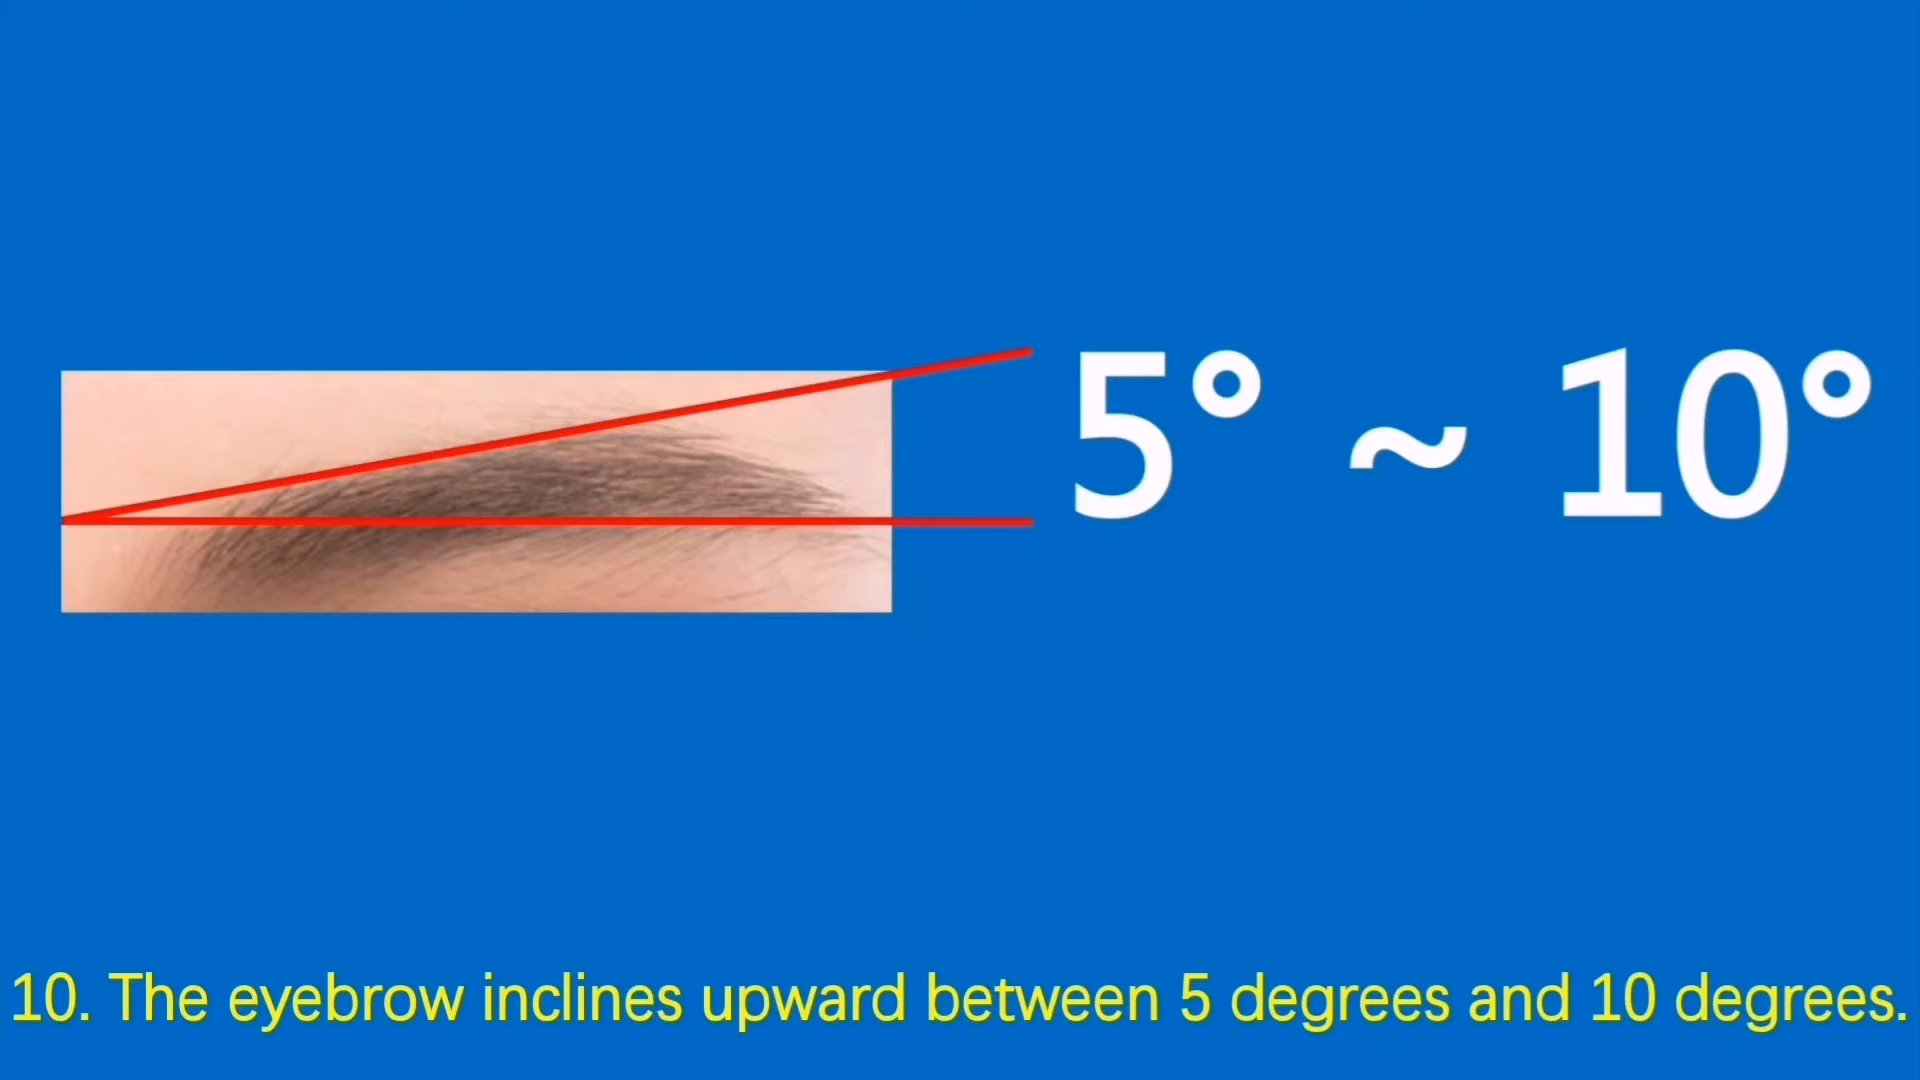 5° ~ 10°
10. The eyebrow inclines upward between 5 degrees and 10 degrees.